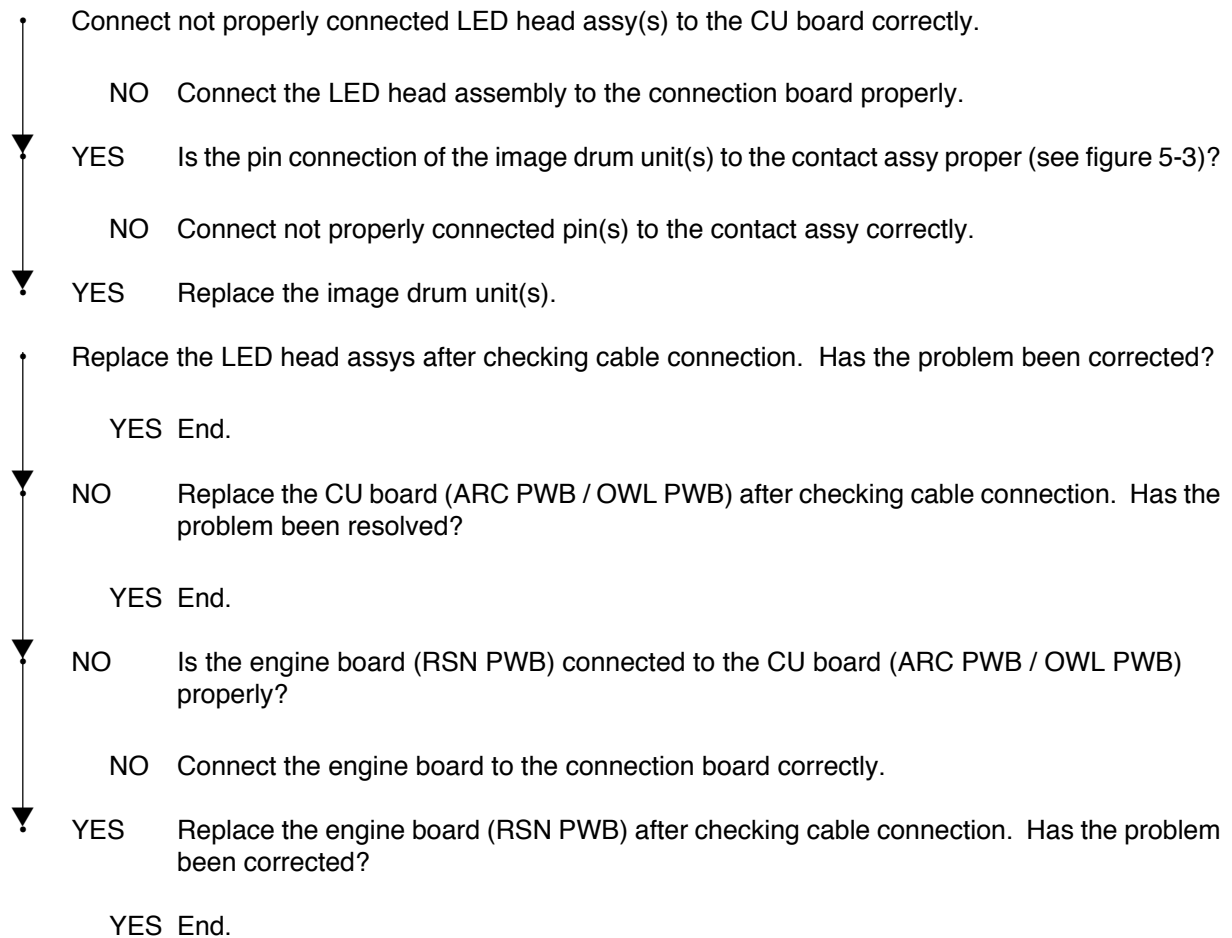 Connect not properly connected LED head assy(s) to the CU board correctly.
NO Connect the LED head assembly to the connection board properly.
YES Is the pin connection of the image drum unit(s) to the contact assy proper (see figure 5-3)?
NO Connect not properly connected pin(s) to the contact assy correctly.
YES Replace the image drum unit(s).
Replace the LED head assys after checking cable connection. Has the problem been corrected?
YES End.
NO Replace the CU board (ARC PWB / OWL PWB) after checking cable connection. Has the
problem been resolved?
YES End.
NO Is the engine board (RSN PWB) connected to the CU board (ARC PWB / OWL PWB)
properly?
NO Connect the engine board to the connection board correctly.
YES Replace the engine board (RSN PWB) after checking cable connection. Has the problem
been corrected?
YES End.